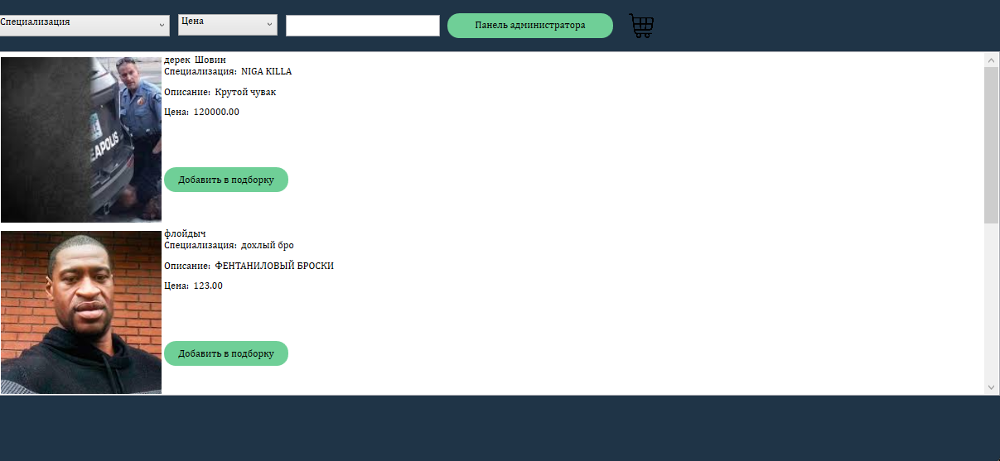 Специализация
Цена
Панель администратора
дерек Шовин
Специализация: NIGA KILLA
Описание: Крутой чувак
Цена: 120000.00
Добавить в подборку
APOLIS
флойдыч
Специализация: дохлый бро
Описание: ФЕНТАНИЛОВЫЙ БРОСКИ
Цена: 123.00
Добавить в подборку